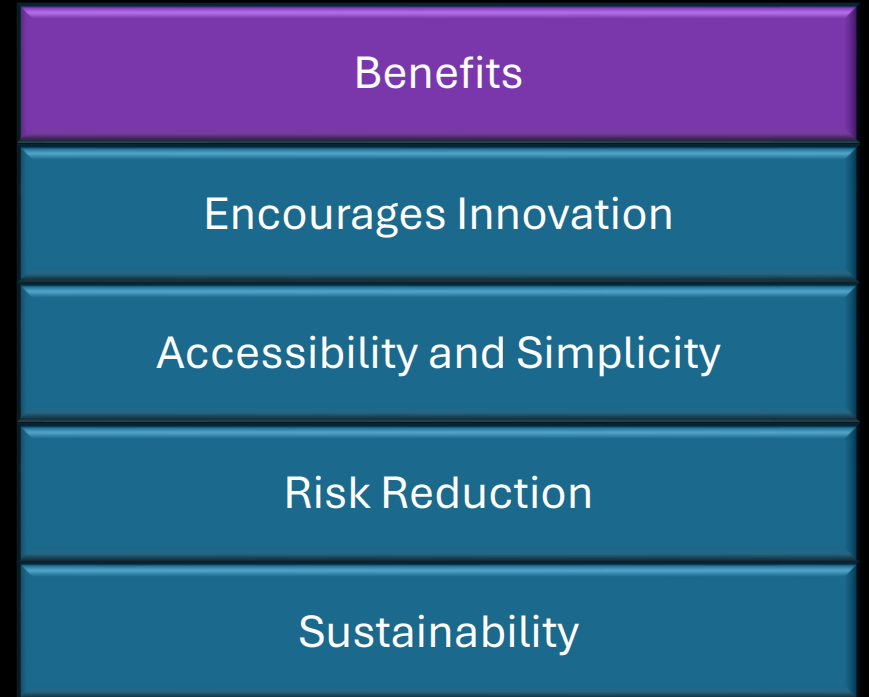 Benefits
Encourages Innovation
Accessibility and Simplicity
Risk Reduction
Sustainability